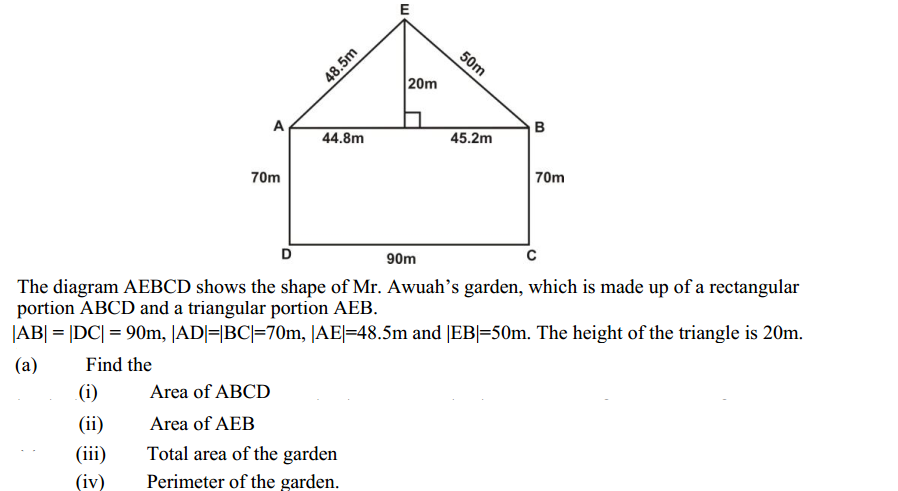 E
48.5m
50m
20m
A
B
44.8m
45.2m
70m
70m
D
90m
C
The diagram AEBCD shows the shape of Mr. Awuah’s garden, which is made up of a rectangular
portion ABCD and a triangular portion AEB.
|AB| = |DC| = 90m, |AD|=|BC|=70m, |AE|=48.5m and |EB|=50m. The height of the triangle is 20m.
(a) Find the
(i) Area of ABCD
(ii) Area of AEB
(iii) Total area of the garden
(iv) Perimeter of the garden.